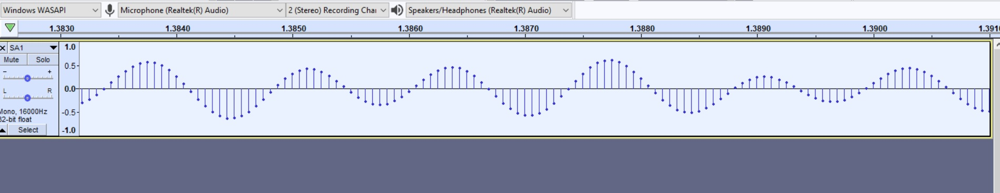 Windows WASAPI Microphone (Realtek(R) Audio) 2 (Stereo) Recording Chai Speakers/Headphones (Realtek(R) Audio)
1.3830 1.3840 1.3850 1.3860 1.3870 1.3880 1.3890 1.3900 1.391
X SA1
Mute Solo
- +
L R
Mono, 16000Hz
32-bit float
Select
1.0
0.5
0.0
-0.5
-1.0